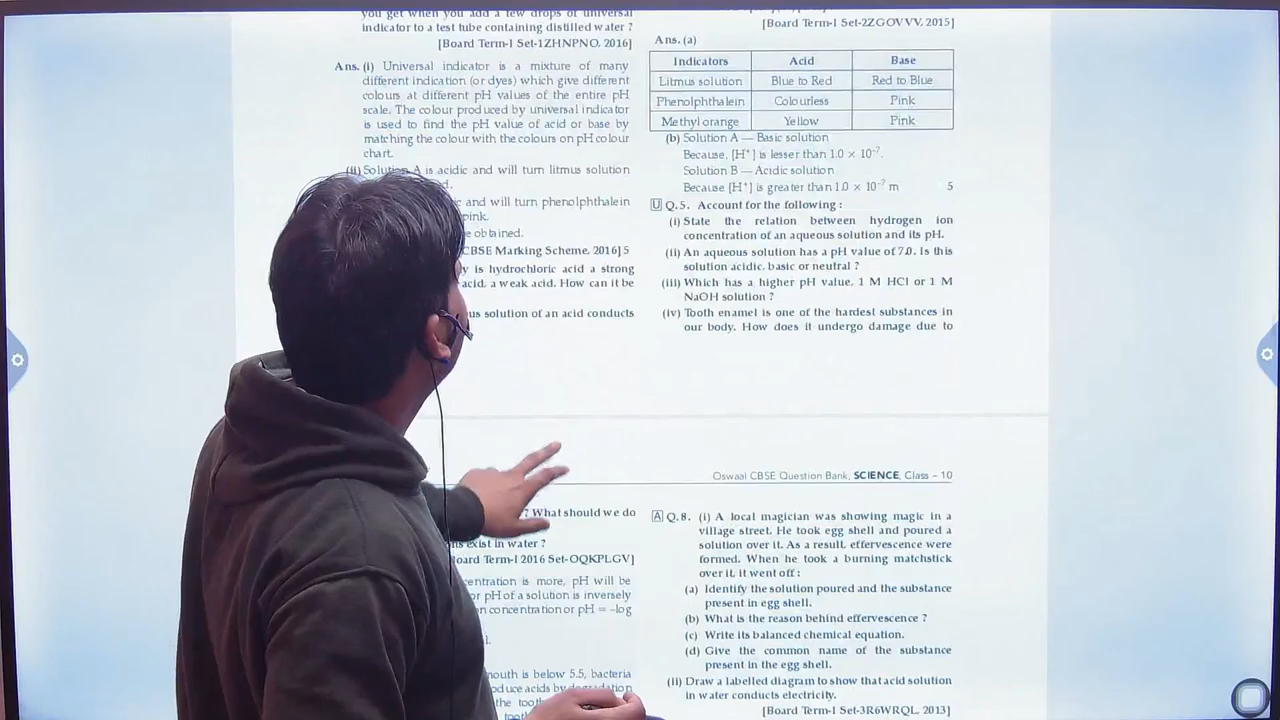 you get when you add a few drops of universal
indicator to a test tube containing distilled water ?
[Board Term-I Set-1ZHNPNO, 2016]
Ans. (i) Universal indicator is a mixture of many
different indication (or dyes) which give different
colours at different pH values of the entire pH
scale. The colour produced by universal indicator
is used to find the pH value of acid or base by
matching the colour with the colours on pH colour
chart.
(ii) Solution A is acidic and will turn litmus solution
c and will turn phenolphthalein
pink.
e obtained.
CBSE Marking Scheme, 2016] 5
y is hydrochloric acid a strong
acid, a weak acid. How can it be
us solution of an acid conducts
[Board Term-I Set-2ZGOVVV, 2015]
Ans. (a)
Indicators Acid Base
Litmus solution Blue to Red Red to Blue
Phenolphthalein Colourless Pink
Methyl orange Yellow Pink
(b) Solution A — Basic solution
Because, [H⁺] is lesser than 1.0 × 10⁻⁷.
Solution B — Acidic solution
Because [H⁺] is greater than 1.0 × 10⁻⁷ m 5
U Q.5. Account for the following :
(i) State the relation between hydrogen ion
concentration of an aqueous solution and its pH.
(ii) An aqueous solution has a pH value of 7.0. Is this
solution acidic, basic or neutral ?
(iii) Which has a higher pH value, 1 M HCl or 1 M
NaOH solution ?
(iv) Tooth enamel is one of the hardest substances in
our body. How does it undergo damage due to
Oswaal CBSE Question Bank, SCIENCE, Class – 10
? What should we do
ns exist in water ?
Board Term-I 2016 Set-OQKPLGV]
centration is more, pH will be
or pH of a solution is inversely
n concentration or pH = –log
l.
mouth is below 5.5, bacteria
oduce acids by degradation
the tooth
A Q.8. (i) A local magician was showing magic in a
village street. He took egg shell and poured a
solution over it. As a result, effervescence were
formed. When he took a burning matchstick
over it, it went off :
(a) Identify the solution poured and the substance
present in egg shell.
(b) What is the reason behind effervescence ?
(c) Write its balanced chemical equation.
(d) Give the common name of the substance
present in the egg shell.
(ii) Draw a labelled diagram to show that acid solution
in water conducts electricity.
[Board Term-I Set-3R6WRQL, 2013]